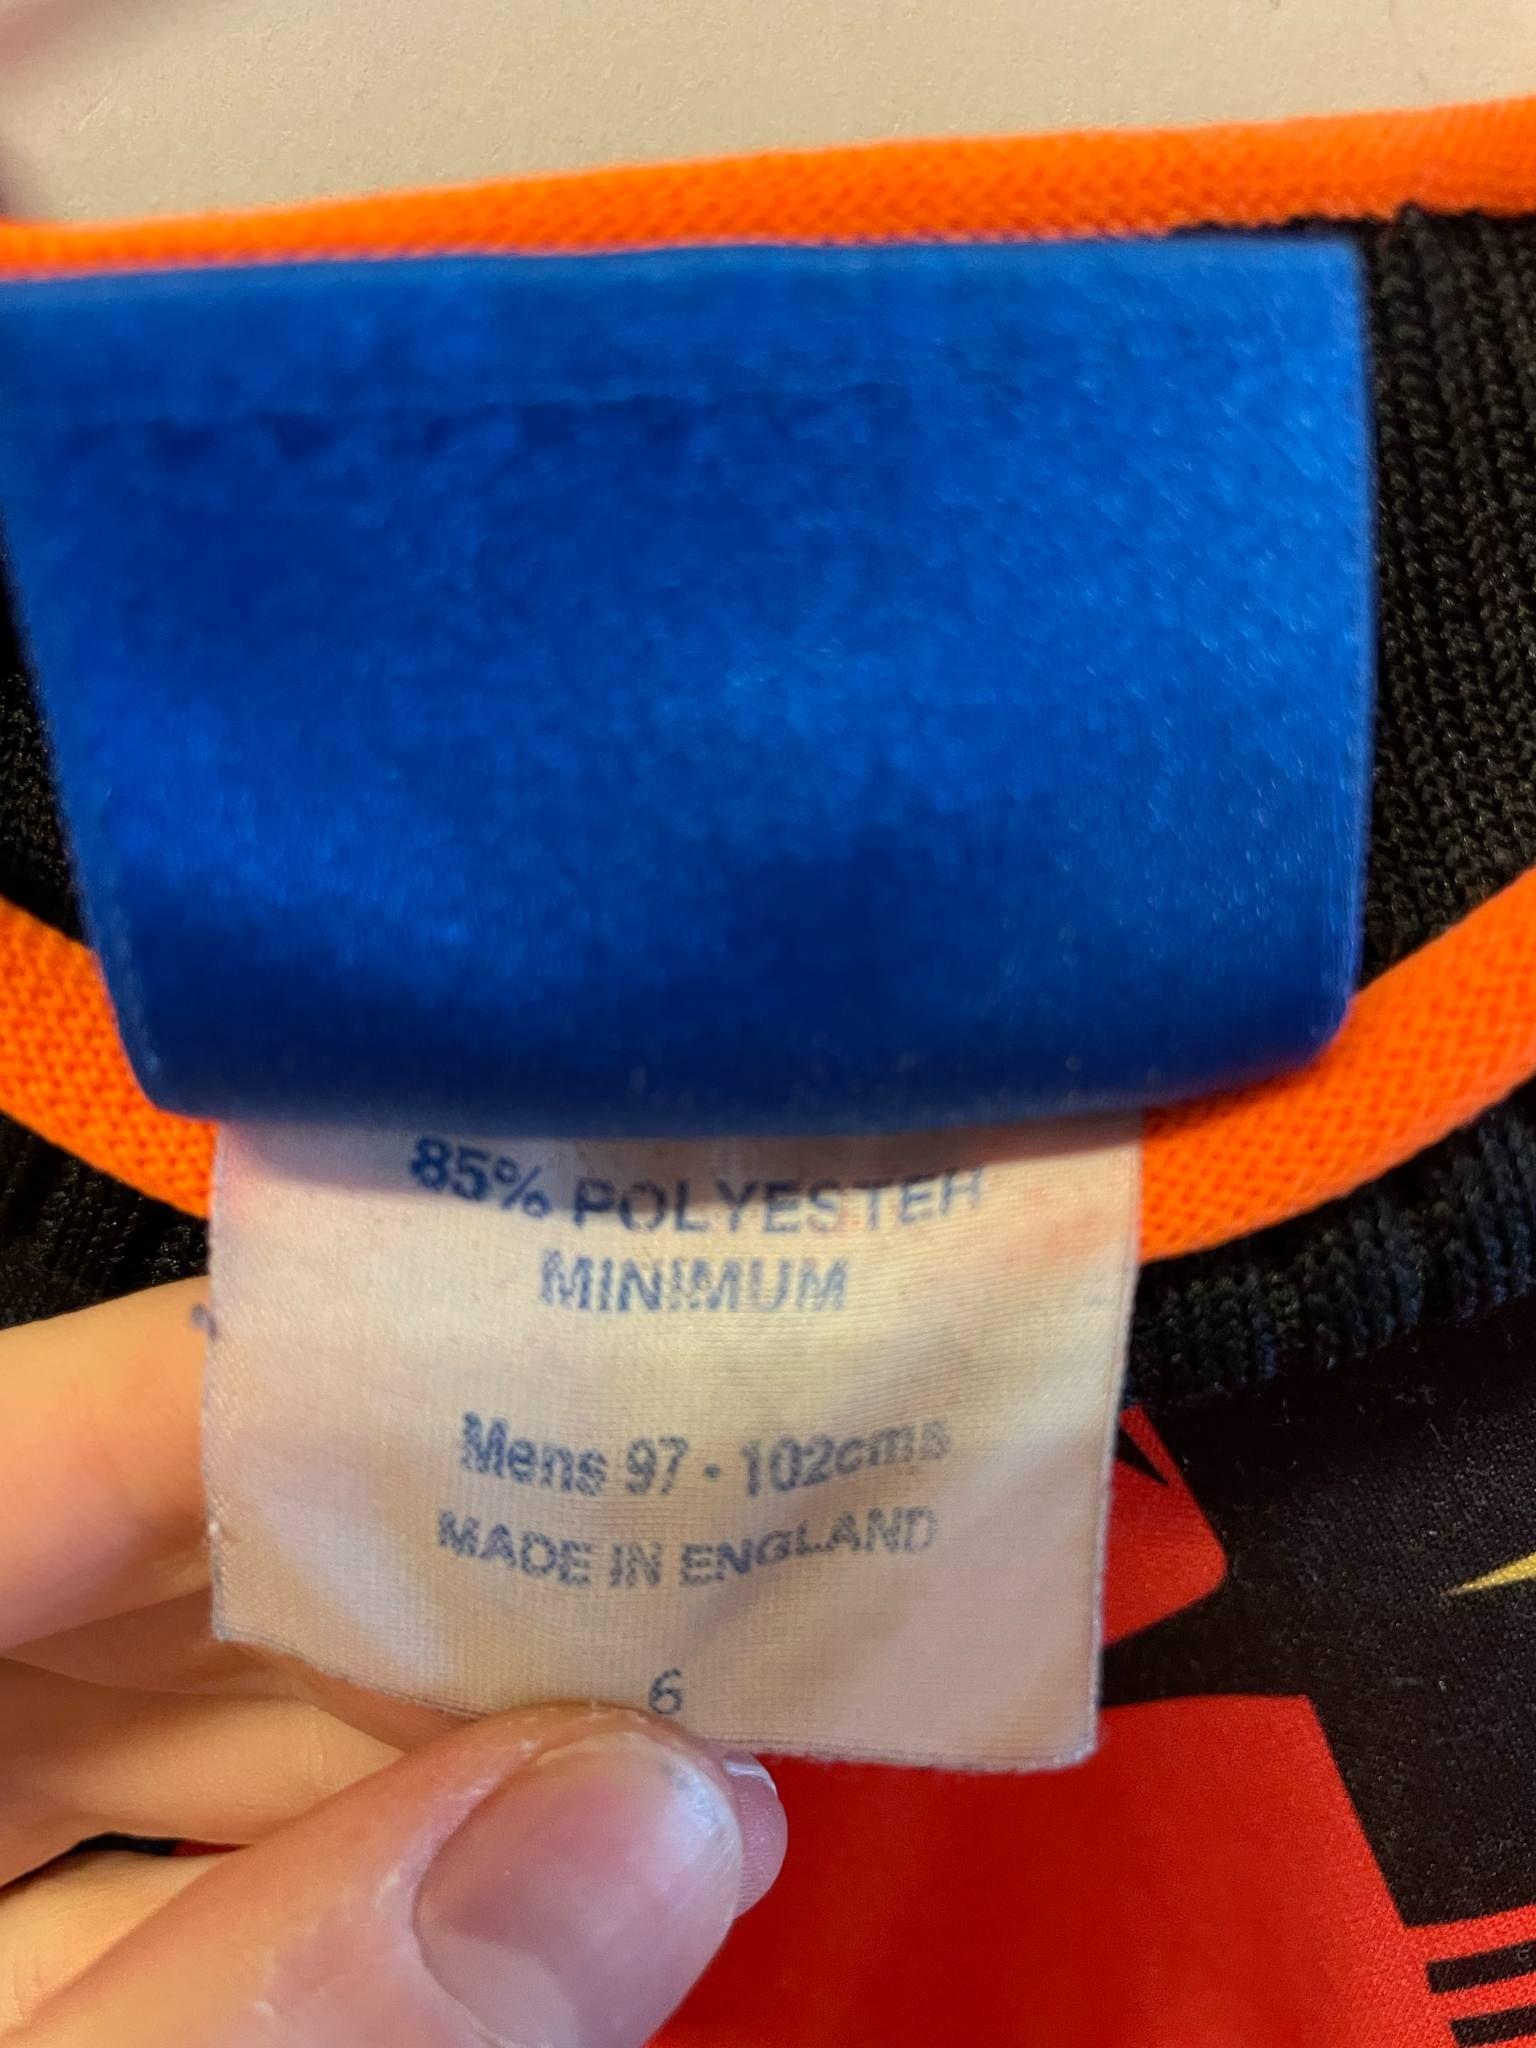 85% POLYESTER
MINIMUM
Mens 97 - 102cms
MADE IN ENGLAND
6